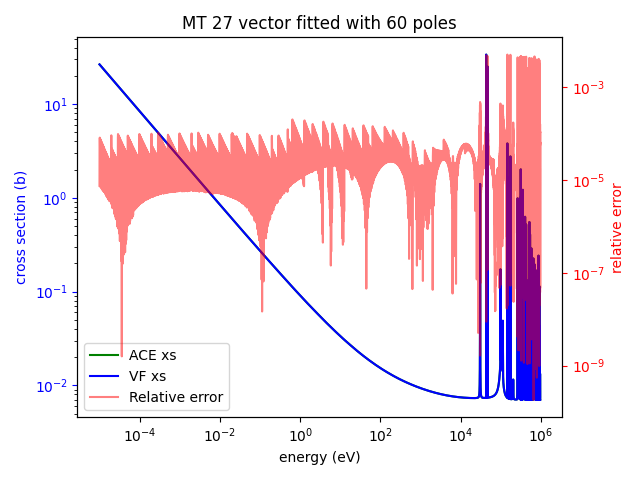 MT 27 vector fitted with 60 poles
cross section (b)
10¹
10⁰
10⁻¹
10⁻²
10⁻³
10⁻⁵
10⁻⁷
10⁻⁹
relative error
ACE xs
VF xs
Relative error
10⁻⁴
10⁻²
10⁰
10²
10⁴
10⁶
energy (eV)